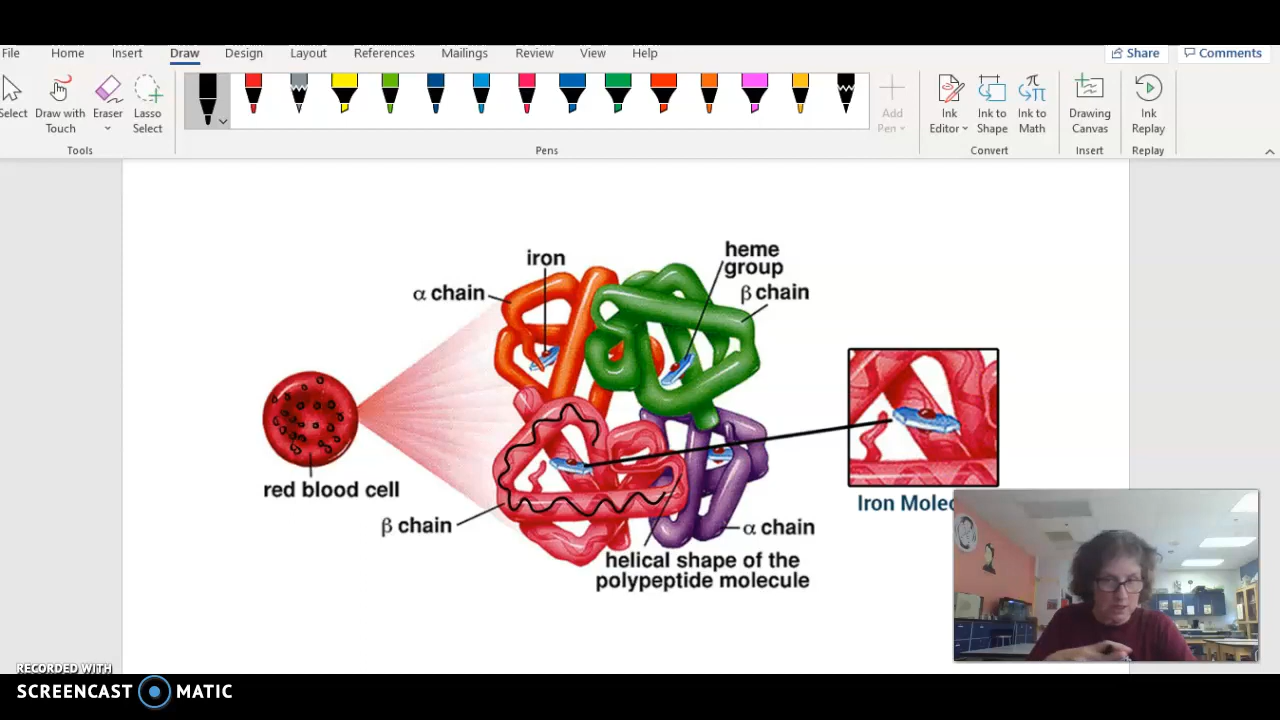 File Home Insert Draw Design Layout References Mailings Review View Help Share Comments
Select Draw with Touch Eraser Lasso Select Add Pen Ink Editor Ink to Shape Ink to Math Drawing Canvas Ink Replay
Tools Pens Convert Insert Replay
iron
heme
group
α chain
β chain
red blood cell
β chain
Iron
α chain
helical shape of the
polypeptide molecule
RECORDED WITH
SCREENCAST MATIC